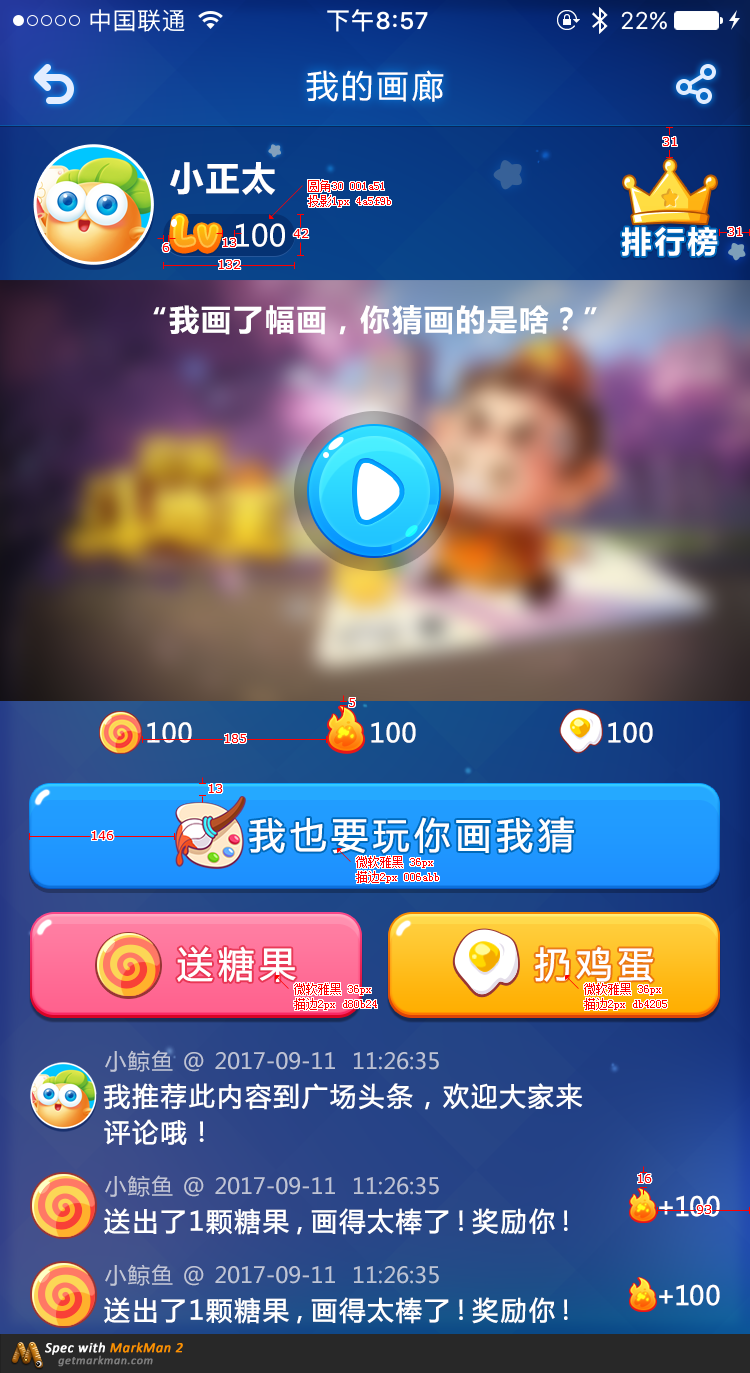 中国联通
下午8:57
22%
我的画廊
31
小正太
圆角30 001e51
投影1px 4a5f9b
Lv 100
6
13
42
132
排行榜
31
“我画了幅画，你猜画的是啥？”
5
100
185
100
100
13
146
我也要玩你画我猜
微软雅黑 36px
描边2px 006abb
送糖果
扔鸡蛋
微软雅黑 36px
描边2px d80b24
微软雅黑 36px
描边2px db4205
小鲸鱼 @ 2017-09-11 11:26:35
我推荐此内容到广场头条，欢迎大家来
评论哦！
小鲸鱼 @ 2017-09-11 11:26:35
16
送出了1颗糖果,画得太棒了!奖励你!
+100
93
小鲸鱼 @ 2017-09-11 11:26:35
送出了1颗糖果,画得太棒了!奖励你!
+100
Spec with MarkMan 2
getmarkman.com